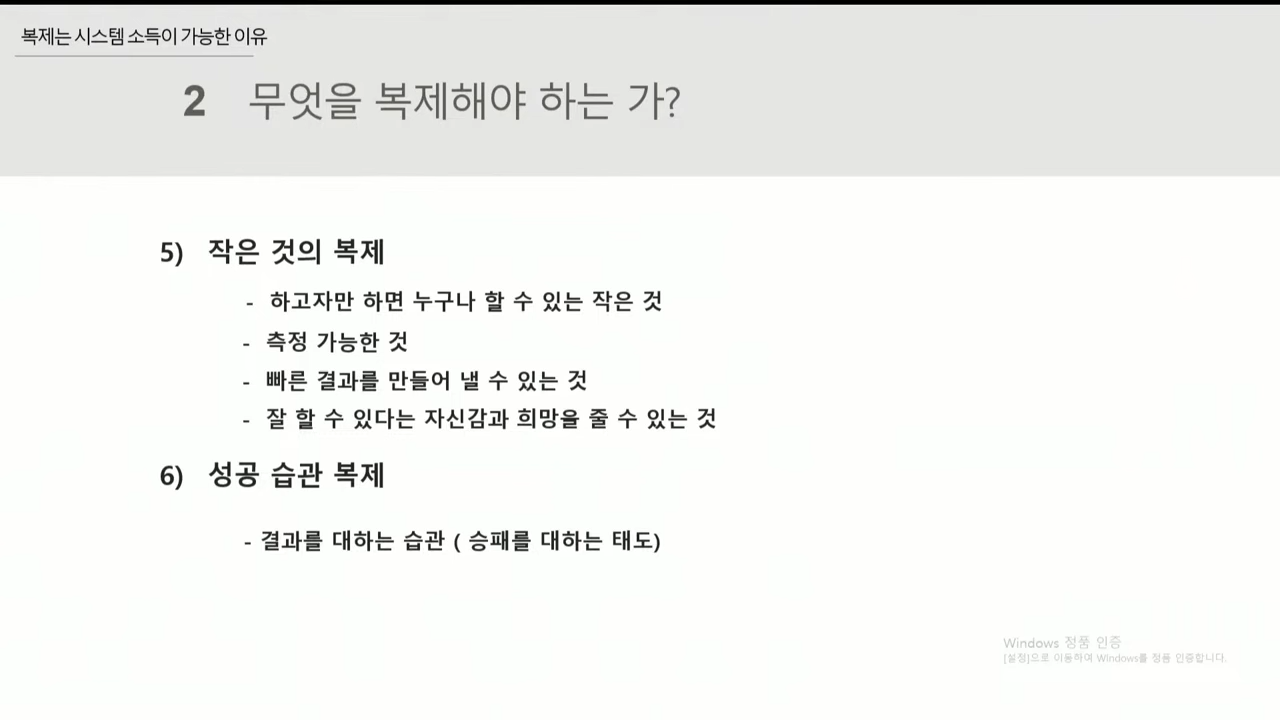 복제는 시스템 소득이 가능한 이유
2 무엇을 복제해야 하는 가?
5) 작은 것의 복제
- 하고자만 하면 누구나 할 수 있는 작은 것
- 측정 가능한 것
- 빠른 결과를 만들어 낼 수 있는 것
- 잘 할 수 있다는 자신감과 희망을 줄 수 있는 것
6) 성공 습관 복제
- 결과를 대하는 습관 ( 승패를 대하는 태도)
Windows 정품 인증
[설정]으로 이동하여 Windows를 정품 인증합니다.